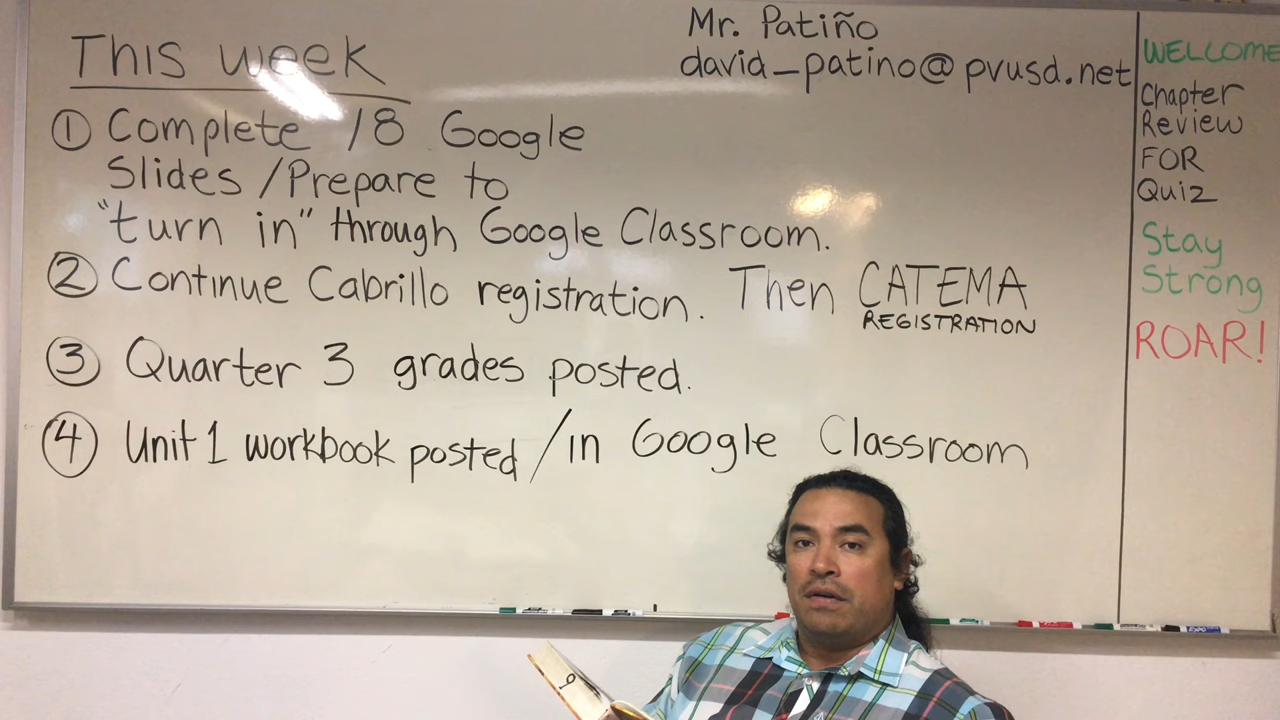 This week
① Complete 18 Google
Slides / Prepare to
"turn in" through Google Classroom.
② Continue Cabrillo registration. Then CATEMA
REGISTRATION
③ Quarter 3 grades posted.
④ Unit 1 workbook posted / in Google Classroom
Mr. Patiño
david_patino@pvusd.net
WELCOME
Chapter
Review
FOR
Quiz
Stay
Strong
ROAR!
9